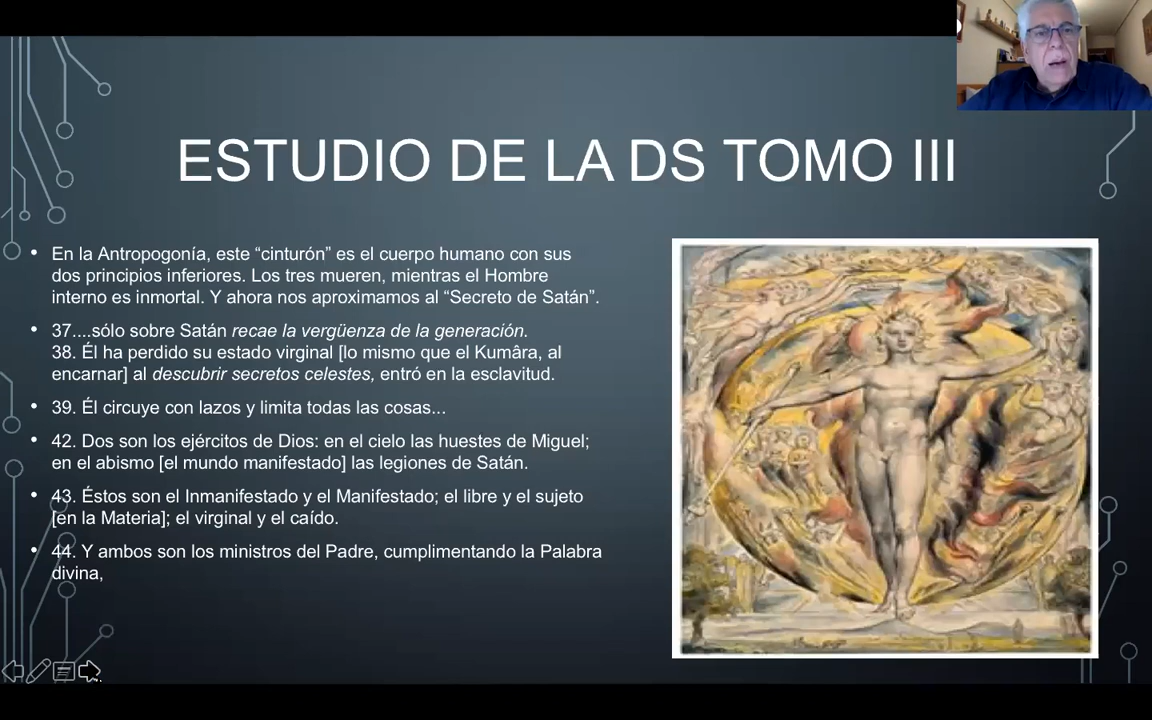 ESTUDIO DE LA DS TOMO III
• En la Antropogonía, este “cinturón” es el cuerpo humano con sus
dos principios inferiores. Los tres mueren, mientras el Hombre
interno es inmortal. Y ahora nos aproximamos al “Secreto de Satán”.
• 37....sólo sobre Satán recae la vergüenza de la generación.
38. Él ha perdido su estado virginal [lo mismo que el Kumâra, al
encarnar] al descubrir secretos celestes, entró en la esclavitud.
• 39. Él circuye con lazos y limita todas las cosas...
• 42. Dos son los ejércitos de Dios: en el cielo las huestes de Miguel;
en el abismo [el mundo manifestado] las legiones de Satán.
• 43. Éstos son el Inmanifestado y el Manifestado; el libre y el sujeto
[en la Materia]; el virginal y el caído.
• 44. Y ambos son los ministros del Padre, cumplimentando la Palabra
divina,